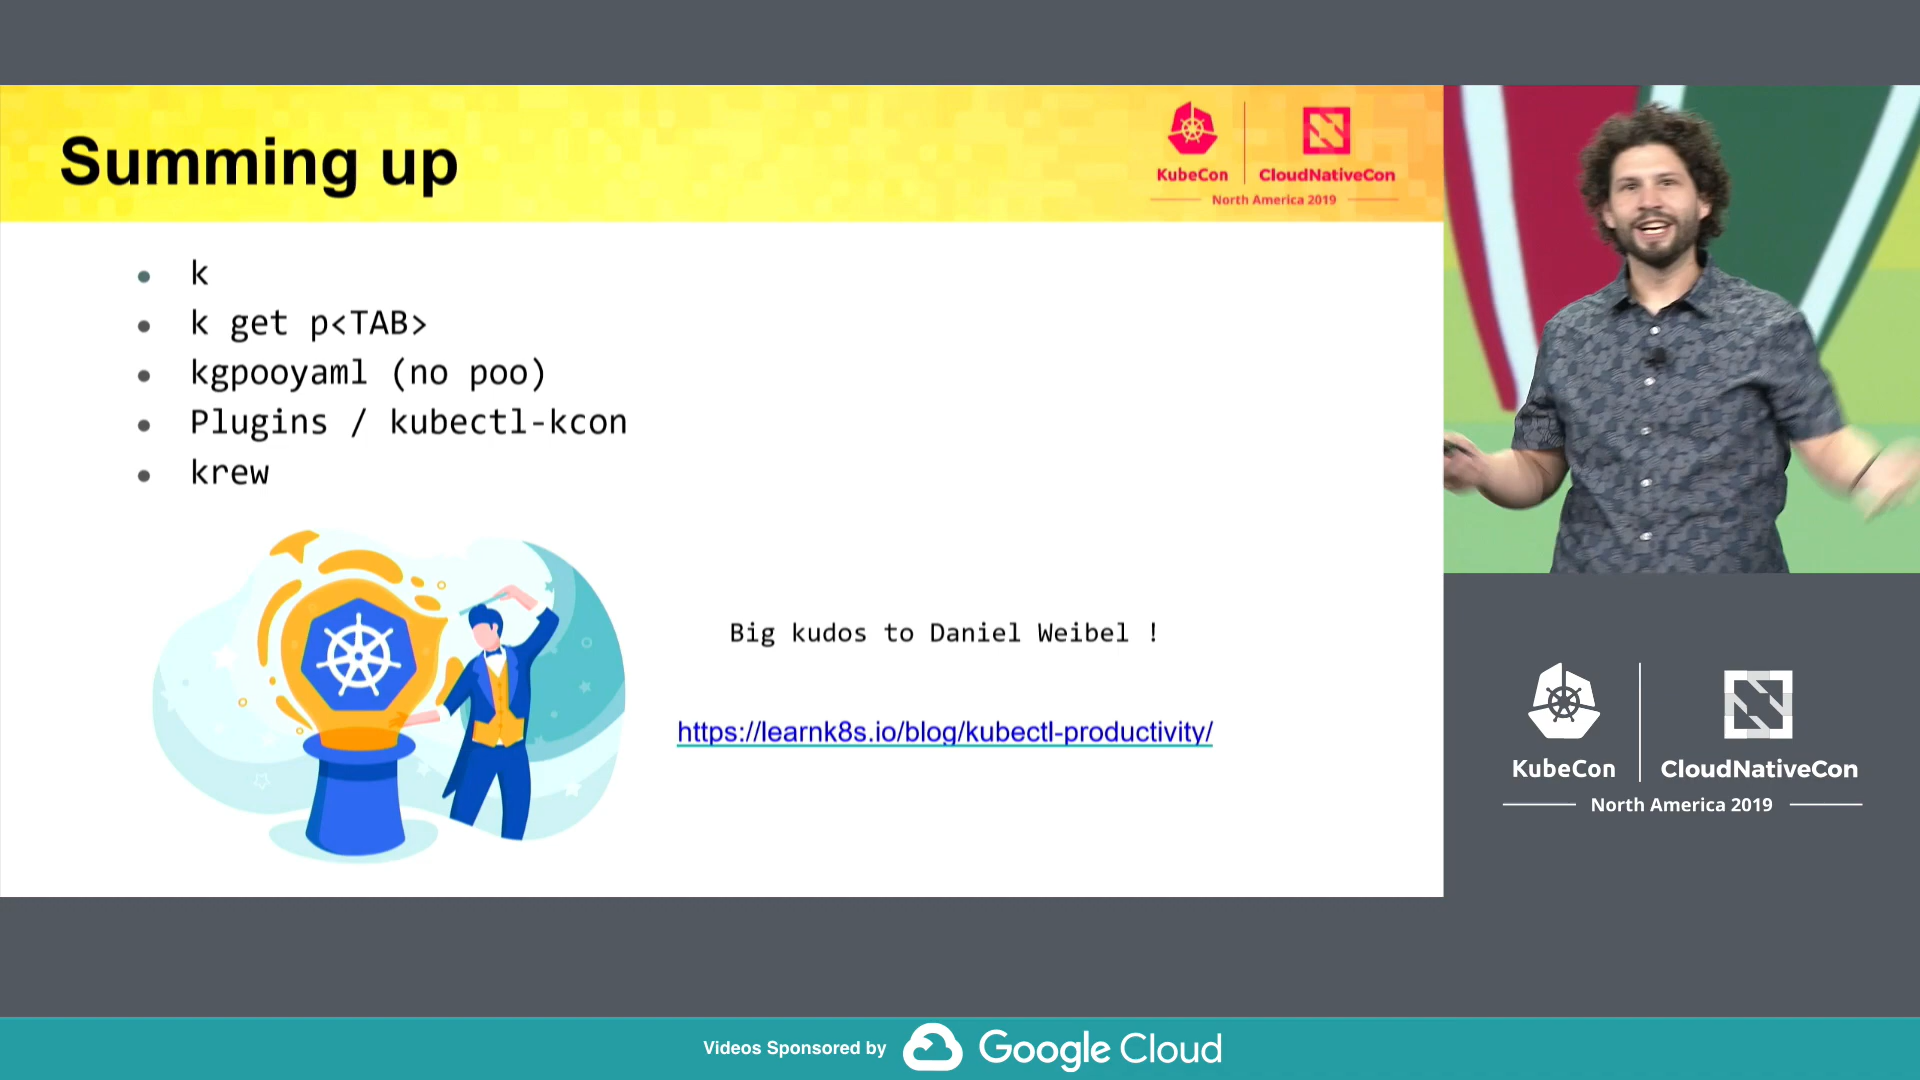 Summing up
KubeCon
CloudNativeCon
North America 2019
k
k get p<TAB>
kgpooyaml (no poo)
Plugins / kubectl-kcon
krew
Big kudos to Daniel Weibel !
https://learnk8s.io/blog/kubectl-productivity/
KubeCon
CloudNativeCon
North America 2019
Videos Sponsored by Google Cloud